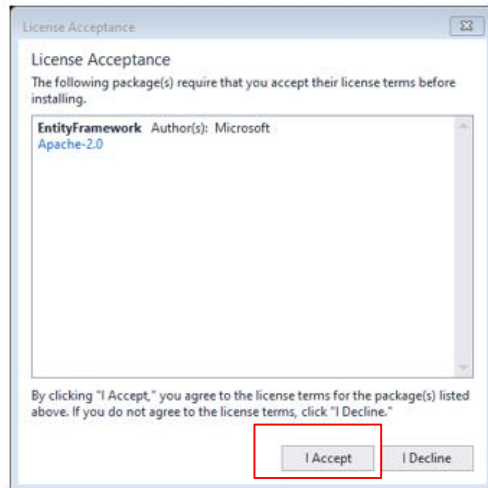 License Acceptance
License Acceptance
The following package(s) require that you accept their license terms before
installing.
EntityFramework Author(s): Microsoft
Apache-2.0
By clicking "I Accept," you agree to the license terms for the package(s) listed
above. If you do not agree to the license terms, click "I Decline."
I Accept I Decline